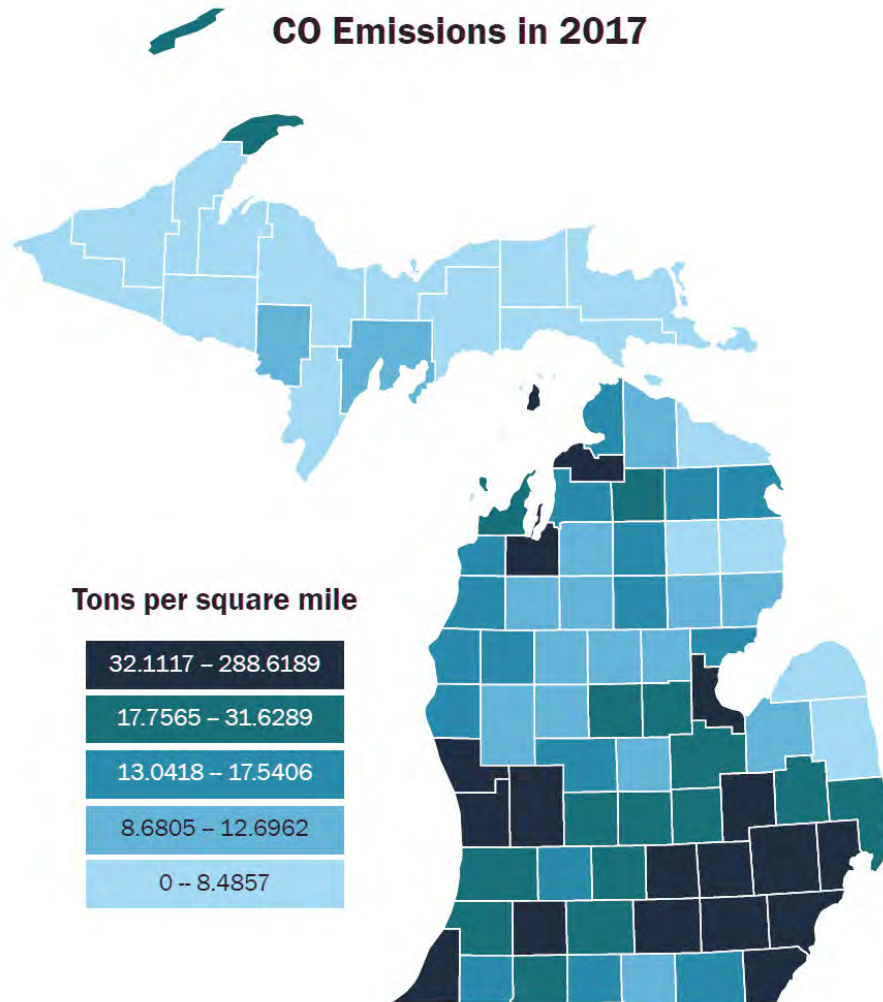 CO Emissions in 2017
Tons per square mile
32.1117 – 288.6189
17.7565 – 31.6289
13.0418 – 17.5406
8.6805 – 12.6962
0 -- 8.4857